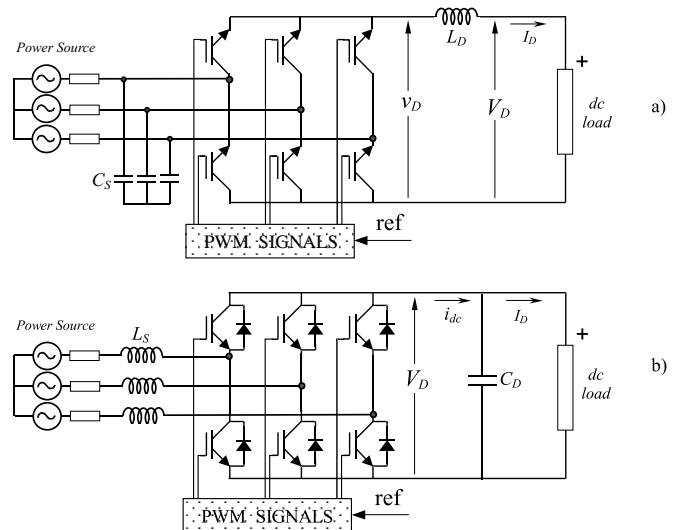 Power Source
L_D
I_D
+
v_D
V_D
dc
load
a)
C_S
ref
PWM SIGNALS
Power Source
L_S
i_dc
I_D
+
V_D
C_D
dc
load
b)
ref
PWM SIGNALS